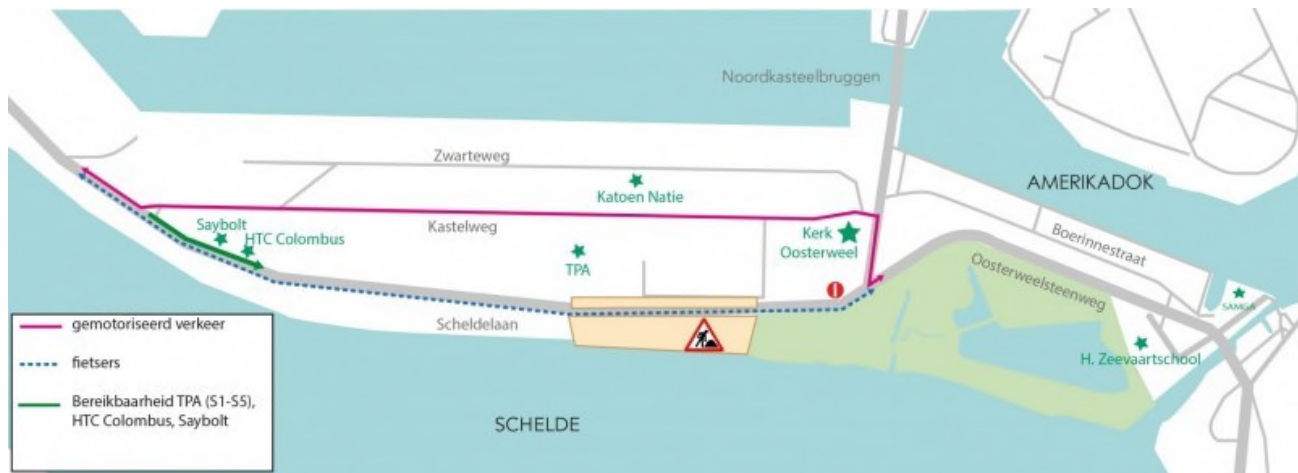 Noordkasteelbruggen
Zwarteweg
AMERIKADOK
Katoen Natie
Saybolt
HTC Colombus
Kastelweg
Kerk
Oosterweel
Boerinnestraat
TPA
Oosterweelsteenweg
SAMGA
Scheldelaan
H. Zeevaartschool
SCHELDE
gemotoriseerd verkeer
fietsers
Bereikbaarheid TPA (S1-S5),
HTC Colombus, Saybolt